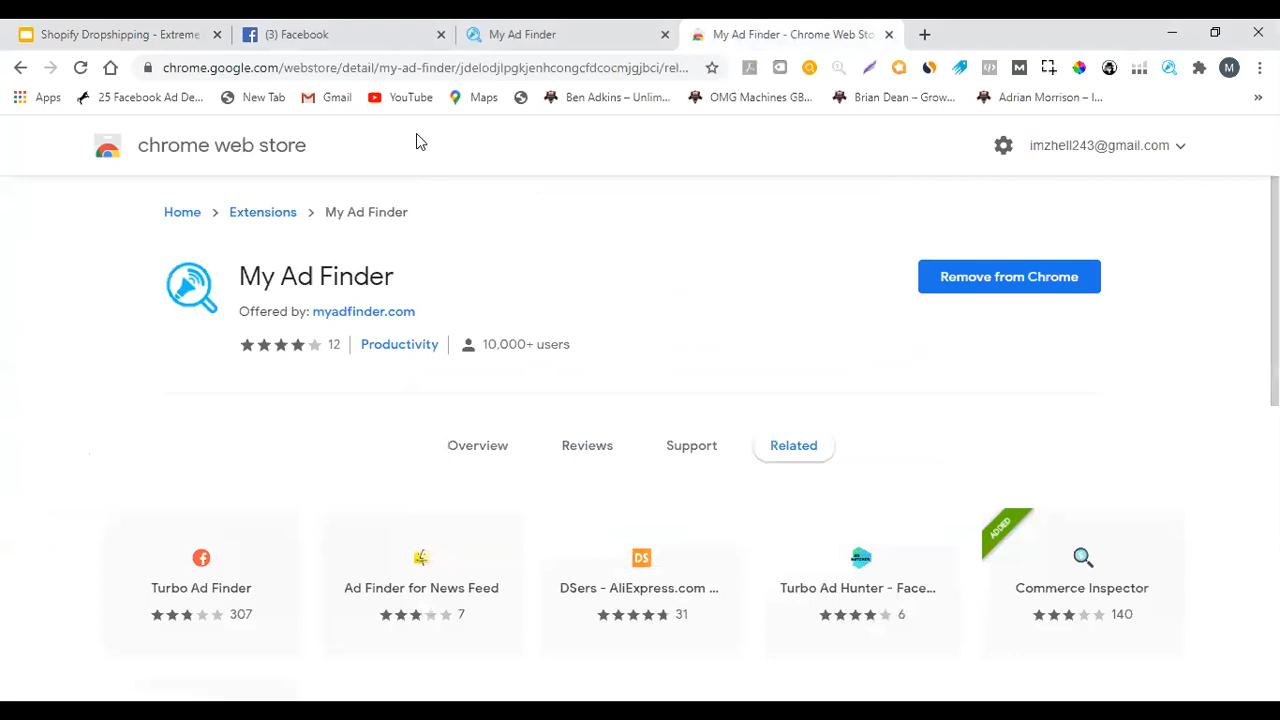 Shopify Dropshipping - Extreme
(3) Facebook
My Ad Finder
My Ad Finder - Chrome Web Sto
chrome.google.com/webstore/detail/my-ad-finder/jdelodjlpgkjenhcongcfdcocmjgjbci/rel...
M
Apps
25 Facebook Ad De...
New Tab
Gmail
YouTube
Maps
Ben Adkins – Unlim...
OMG Machines GB...
Brian Dean – Grow...
Adrian Morrison – I...
»
chrome web store
imzhell243@gmail.com
Home > Extensions > My Ad Finder
My Ad Finder
Remove from Chrome
Offered by: myadfinder.com
12 | Productivity | 10,000+ users
Overview
Reviews
Support
Related
ADDED
DS
Turbo Ad Finder
Ad Finder for News Feed
DSers - AliExpress.com ...
Turbo Ad Hunter - Face...
Commerce Inspector
307
7
31
6
140